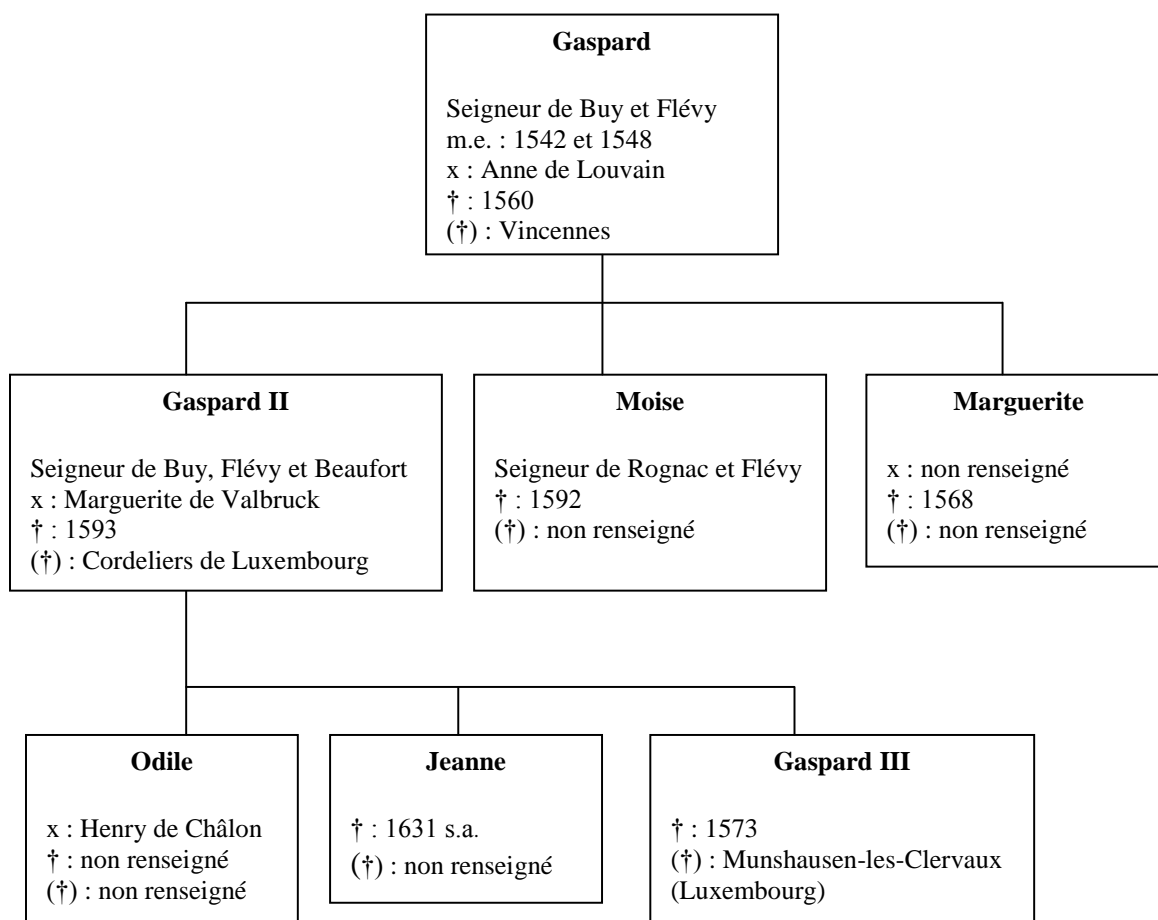 Gaspard
Seigneur de Buy et Flévy
m.e. : 1542 et 1548
x : Anne de Louvain
† : 1560
(†) : Vincennes
Gaspard II
Seigneur de Buy, Flévy et Beaufort
x : Marguerite de Valbruck
† : 1593
(†) : Cordeliers de Luxembourg
Moise
Seigneur de Rognac et Flévy
† : 1592
(†) : non renseigné
Marguerite
x : non renseigné
† : 1568
(†) : non renseigné
Odile
x : Henry de Châlon
† : non renseigné
(†) : non renseigné
Jeanne
† : 1631 s.a.
(†) : non renseigné
Gaspard III
† : 1573
(†) : Munshausen-les-Clervaux
(Luxembourg)